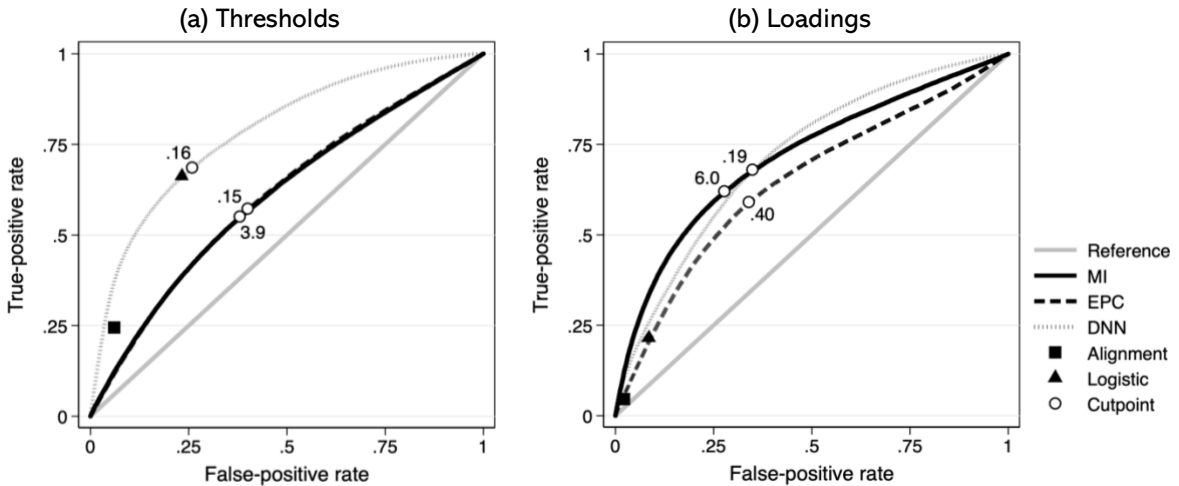 (a) Thresholds
True-positive rate
1
.75
.5
.25
0
.16
.15
3.9
0
.25
.5
.75
1
False-positive rate
(b) Loadings
True-positive rate
1
.75
.5
.25
0
.19
6.0
.40
0
.25
.5
.75
1
False-positive rate
Reference
MI
EPC
DNN
Alignment
Logistic
Cutpoint